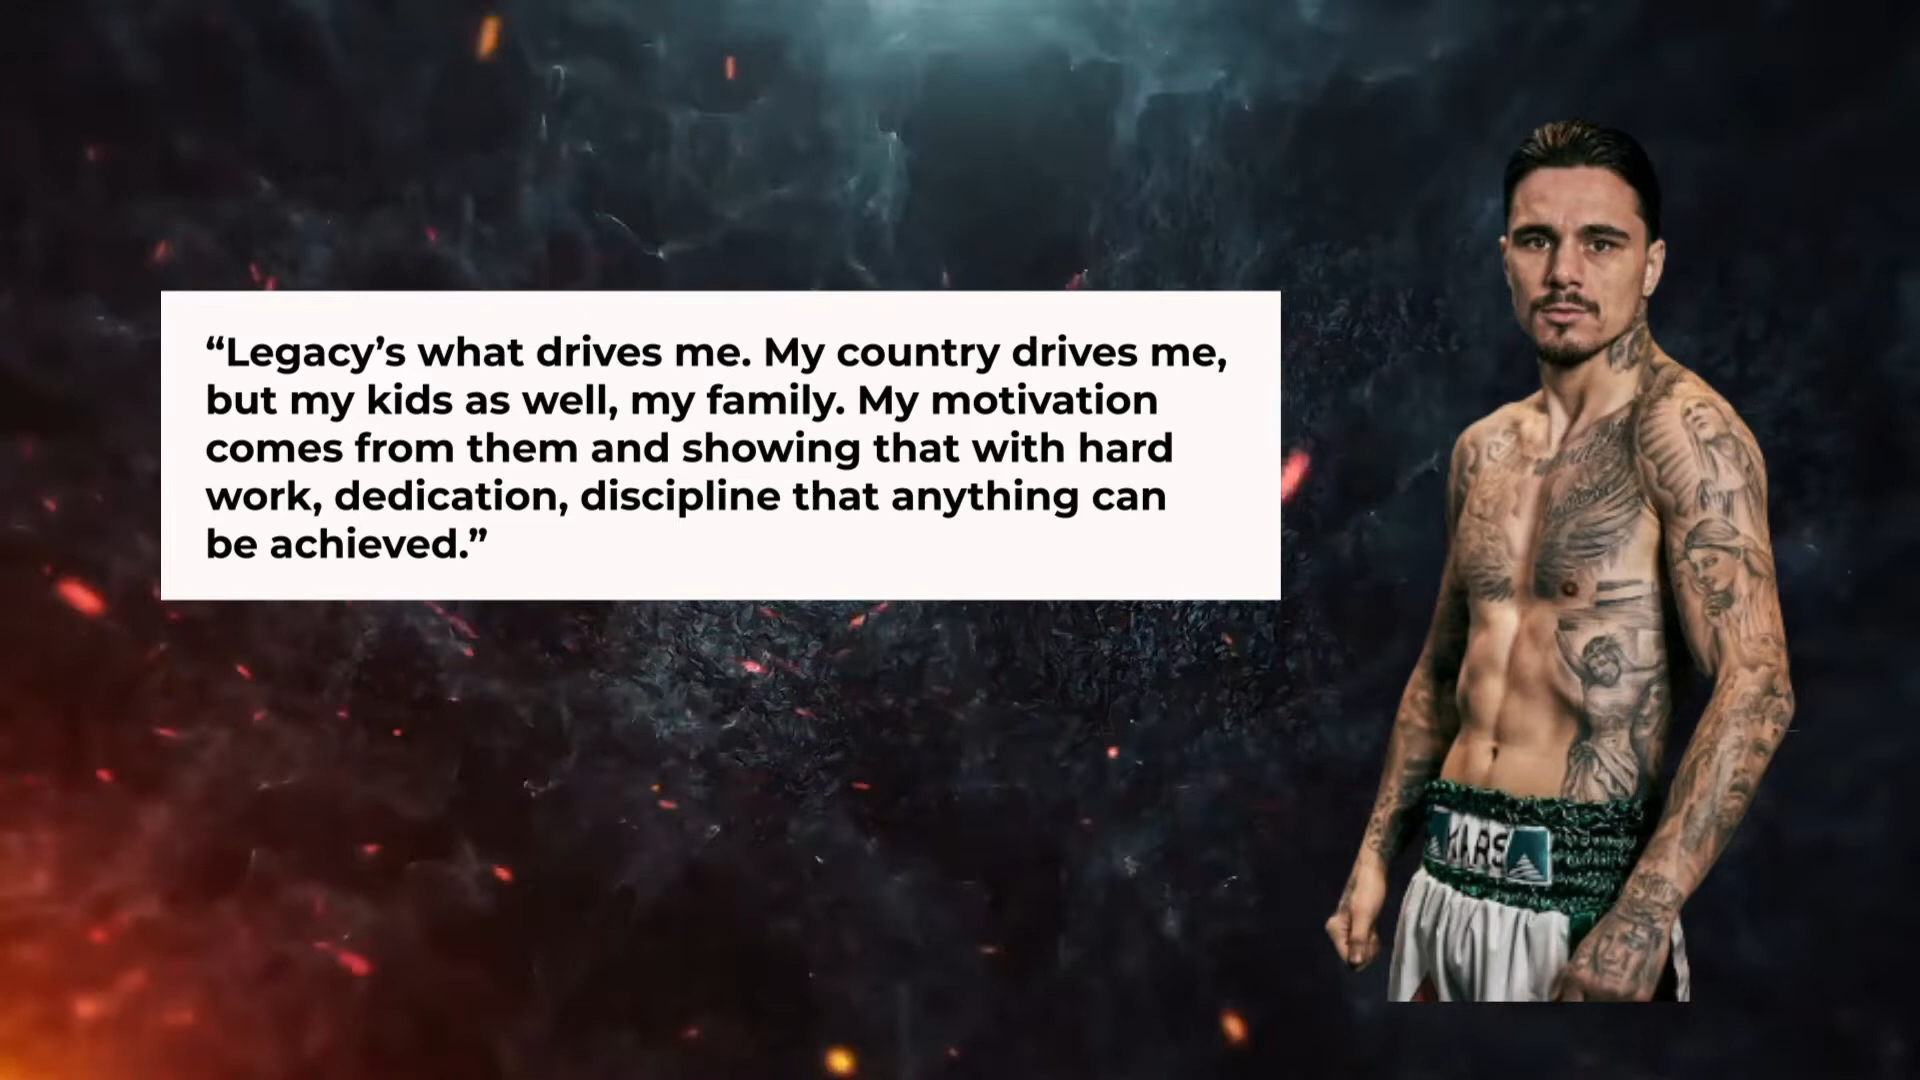 “Legacy’s what drives me. My country drives me,
but my kids as well, my family. My motivation
comes from them and showing that with hard
work, dedication, discipline that anything can
be achieved.”